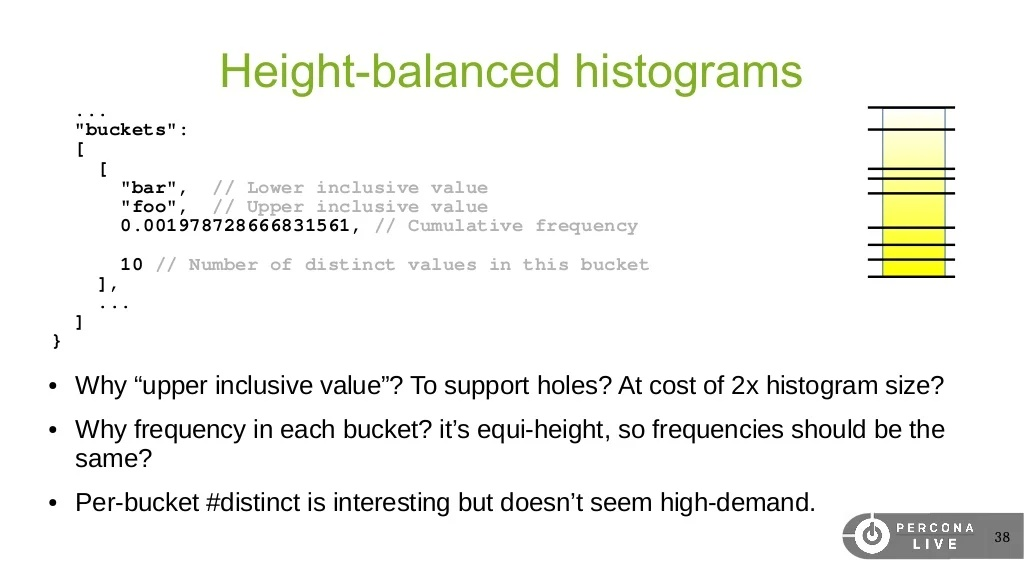 Height-balanced histograms
...
"buckets":
[
[
"bar", // Lower inclusive value
"foo", // Upper inclusive value
0.001978728666831561, // Cumulative frequency
10 // Number of distinct values in this bucket
],
...
]
}
• Why “upper inclusive value”? To support holes? At cost of 2x histogram size?
• Why frequency in each bucket? it’s equi-height, so frequencies should be the
same?
• Per-bucket #distinct is interesting but doesn’t seem high-demand.
PERCONA
LIVE
38